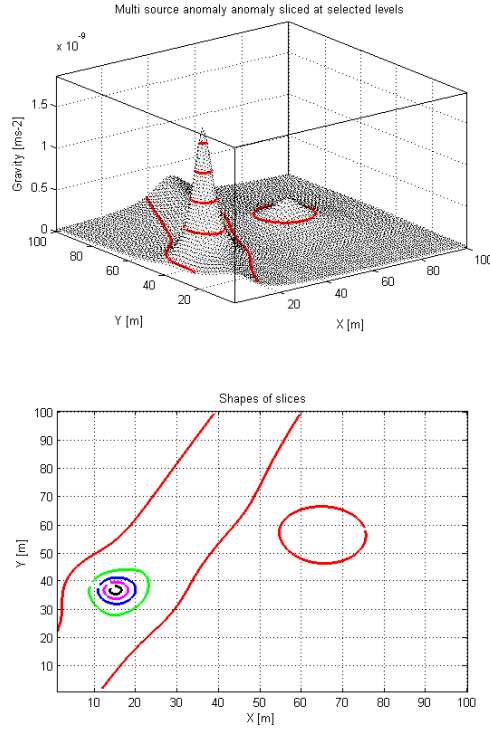 Multi source anomaly anomaly sliced at selected levels
x 10-9
1.5
1
0.5
0
Gravity [ms-2]
100
80
60
40
20
Y [m]
20
40
60
80
100
X [m]
Shapes of slices
100
90
80
70
60
50
40
30
20
10
Y [m]
10 20 30 40 50 60 70 80 90 100
X [m]